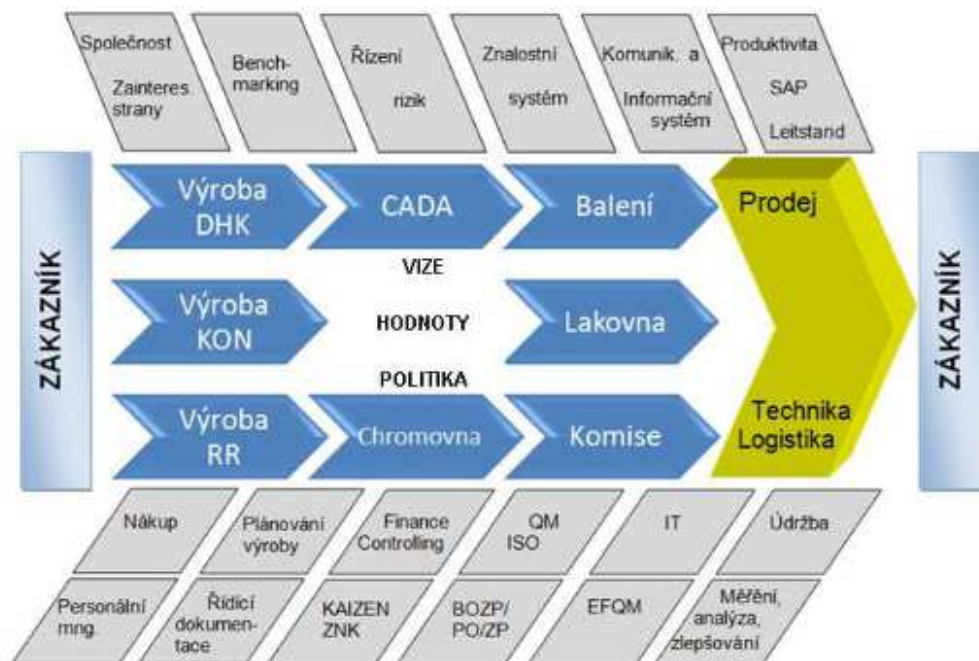 Společnost
Zainteres.
strany
Bench-
marking
Řízení
rizik
Znalostní
systém
Komunik. a
Informační
systém
Produktivita
SAP
Leitstand
ZÁKAZNÍK
Výroba
DHK
CADA
Balení
Prodej
VIZE
Výroba
KON
HODNOTY
Lakovna
POLITIKA
Výroba
RR
Chromovna
Komise
Technika
Logistika
ZÁKAZNÍK
Nákup
Plánování
výroby
Finance
Controlling
QM
ISO
IT
Údržba
Personální
mng.
Řídící
dokumen-
tace
KAIZEN
ZNK
BOZP/
PO/ZP
EFQM
Měření,
analýza,
zlepšování